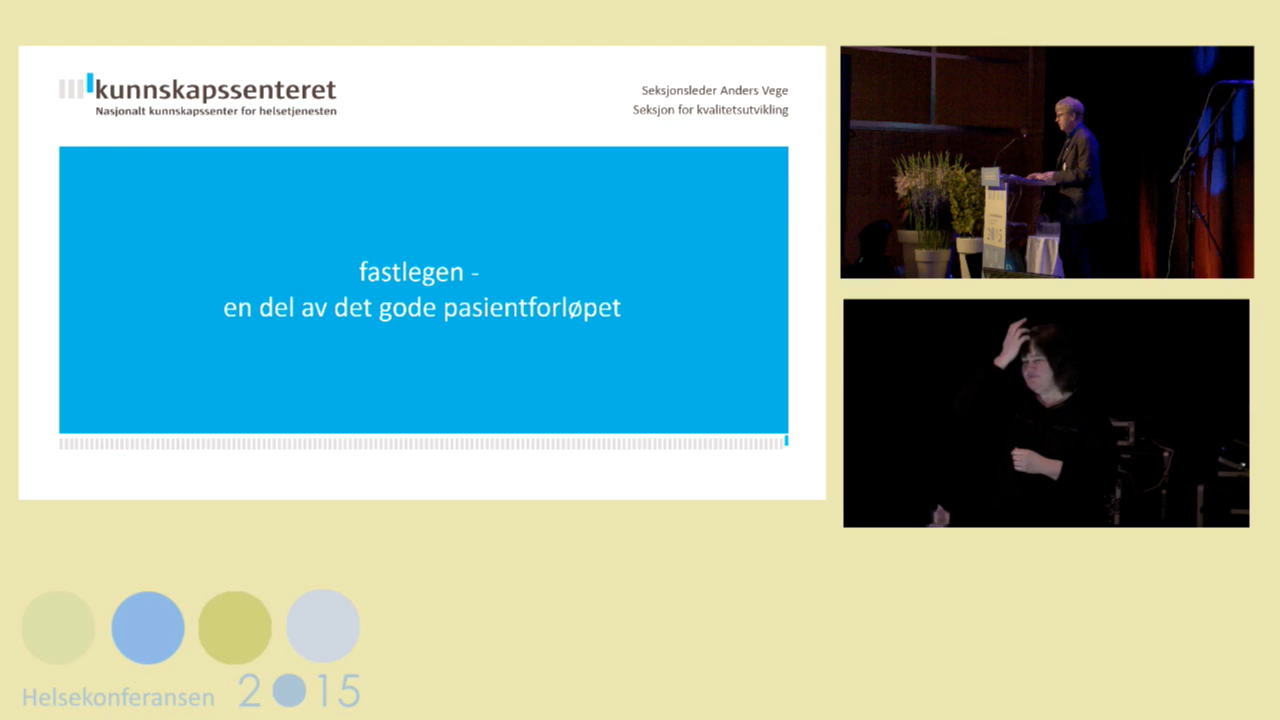 kunnskapssenteret
Nasjonalt kunnskapssenter for helsetjenesten
Seksjonsleder Anders Vege
Seksjon for kvalitetsutvikling
fastlegen -
en del av det gode pasientforløpet
2015
Helsekonferansen 2015